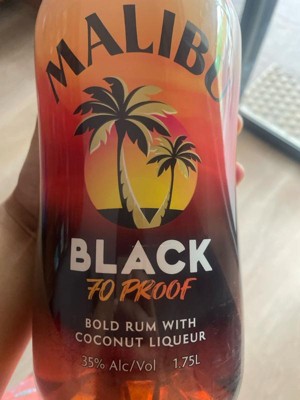 MALIBU
BLACK
70 PROOF
BOLD RUM WITH
COCONUT LIQUEUR
35% Alc/Vol 1.75L